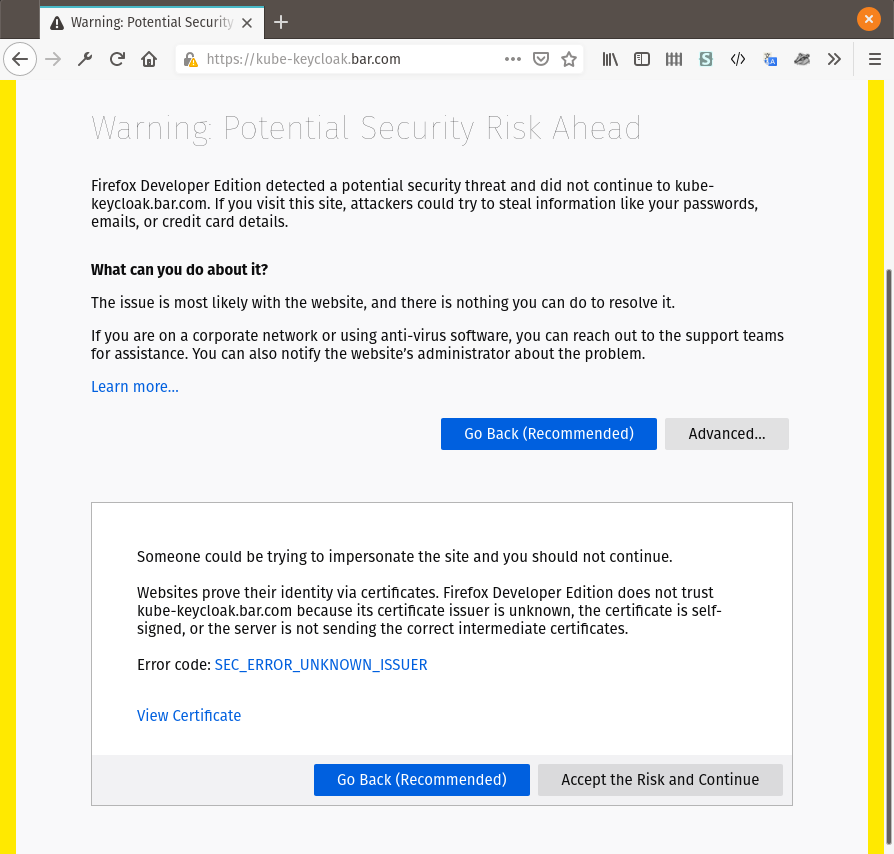 Warning: Potential Security
https://kube-keycloak.bar.com
Warning: Potential Security Risk Ahead
Firefox Developer Edition detected a potential security threat and did not continue to kube-
keycloak.bar.com. If you visit this site, attackers could try to steal information like your passwords,
emails, or credit card details.
What can you do about it?
The issue is most likely with the website, and there is nothing you can do to resolve it.
If you are on a corporate network or using anti-virus software, you can reach out to the support teams
for assistance. You can also notify the website’s administrator about the problem.
Learn more…
Go Back (Recommended) Advanced…
Someone could be trying to impersonate the site and you should not continue.
Websites prove their identity via certificates. Firefox Developer Edition does not trust
kube-keycloak.bar.com because its certificate issuer is unknown, the certificate is self-
signed, or the server is not sending the correct intermediate certificates.
Error code: SEC_ERROR_UNKNOWN_ISSUER
View Certificate
Go Back (Recommended) Accept the Risk and Continue